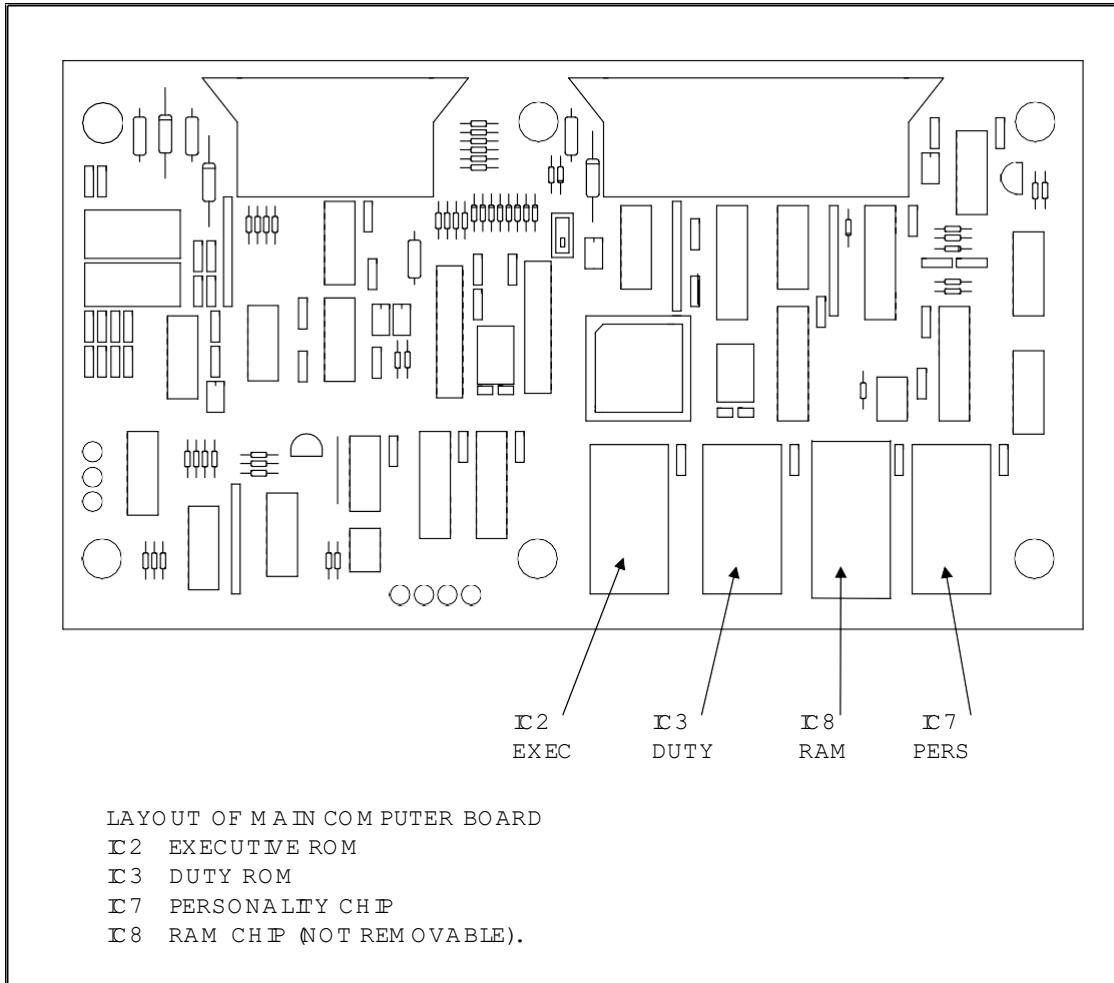 IC2 IC3 IC8 IC7
EXEC DUTY RAM PERS
LAYOUT OF MAIN COMPUTER BOARD
IC2 EXECUTIVE ROM
IC3 DUTY ROM
IC7 PERSONALITY CHIP
IC8 RAM CHIP (NOT REMOVABLE).